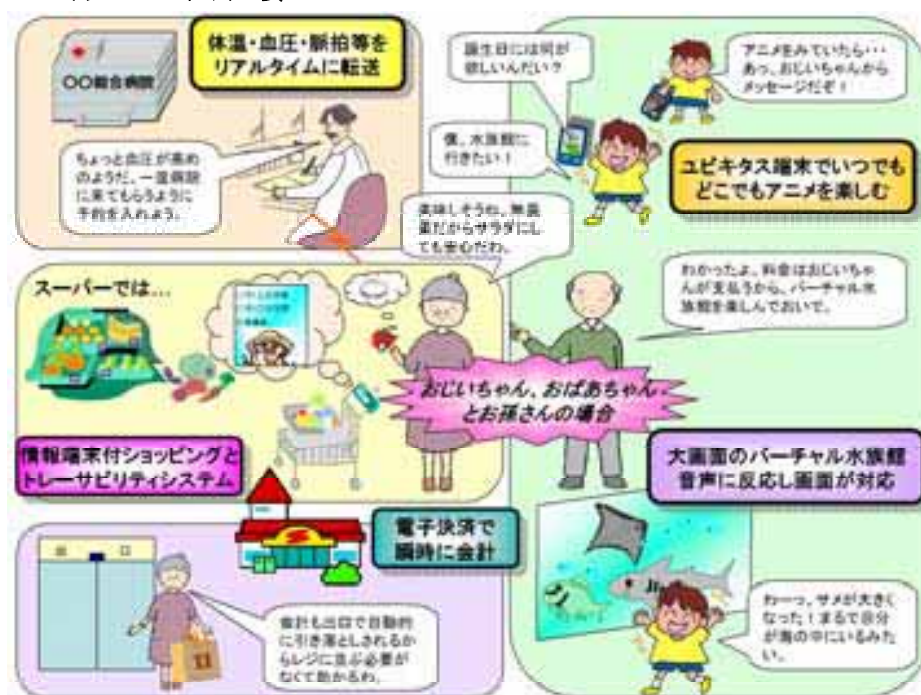 体温・血圧・脈拍等を
リアルタイムに転送
〇〇総合病院
ちょっと血圧が高め
のようだ、一度病院
に来てもらうように
予約を入れよう。
誕生日には何が
欲しいんだい?
アニメをみていたら・・・
あっ、おじいちゃんから
メッセージだぞ!
僕、水族館に
行きたい!
ユビキタス端末でいつでも
どこでもアニメを楽しむ
美味しそうね、無農
薬だからサラダにし
ても安心だわ。
スーパーでは…
わかったよ、料金はおじいちゃ
んが支払うから、バーチャル水
族館を楽しんでおいで。
おじいちゃん、おばあちゃん
とお孫さんの場合
情報端末付ショッピングと
トレーサビリティシステム
大画面のバーチャル水族館
音声に反応し画面が対応
電子決済で
瞬時に会計
出 口
会計も出口で自動的
に引き落としされるか
らレジに並ぶ必要が
なくて助かるわ。
わーっ、サメが大きく
なった!まるで自分
が海の中にいるみた
い。